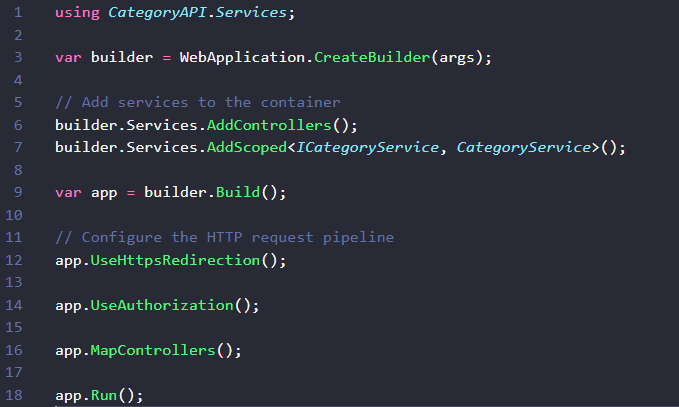 1 using CategoryAPI.Services;
2
3 var builder = WebApplication.CreateBuilder(args);
4
5 // Add services to the container
6 builder.Services.AddControllers();
7 builder.Services.AddScoped<ICategoryService, CategoryService>();
8
9 var app = builder.Build();
10
11 // Configure the HTTP request pipeline
12 app.UseHttpsRedirection();
13
14 app.UseAuthorization();
15
16 app.MapControllers();
17
18 app.Run();